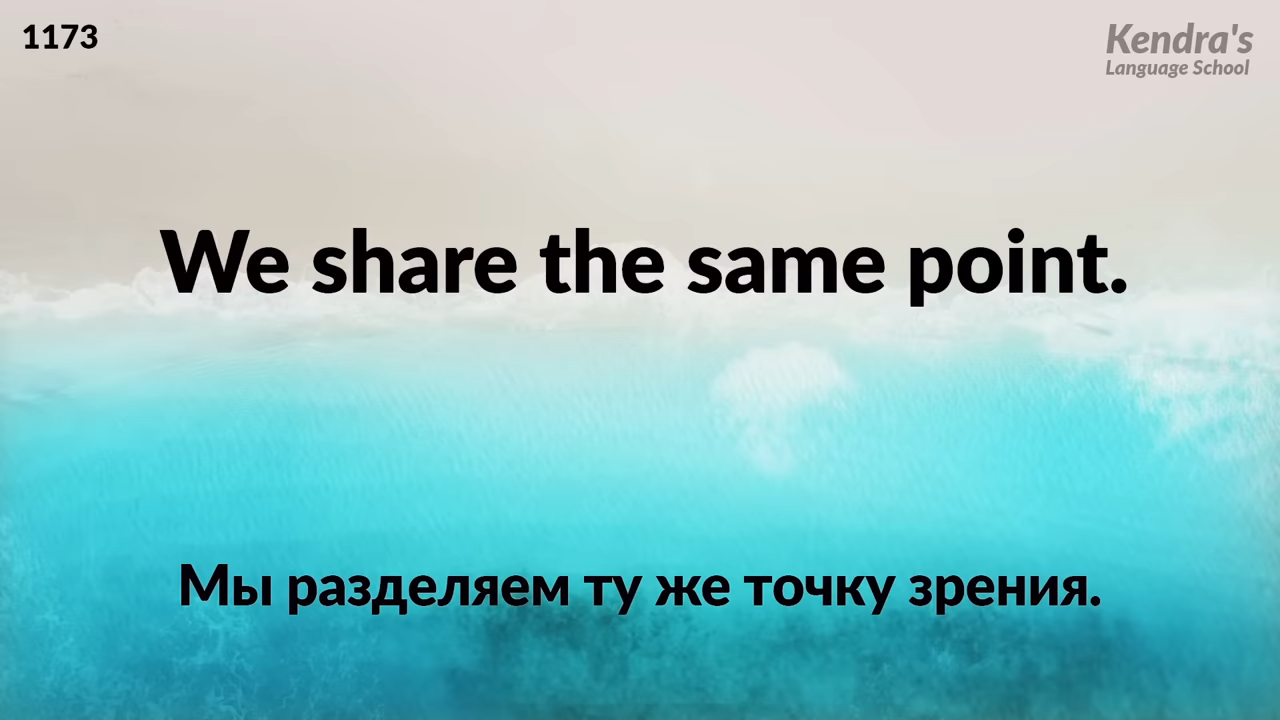 1173
Kendra's
Language School
We share the same point.
Мы разделяем ту же точку зрения.